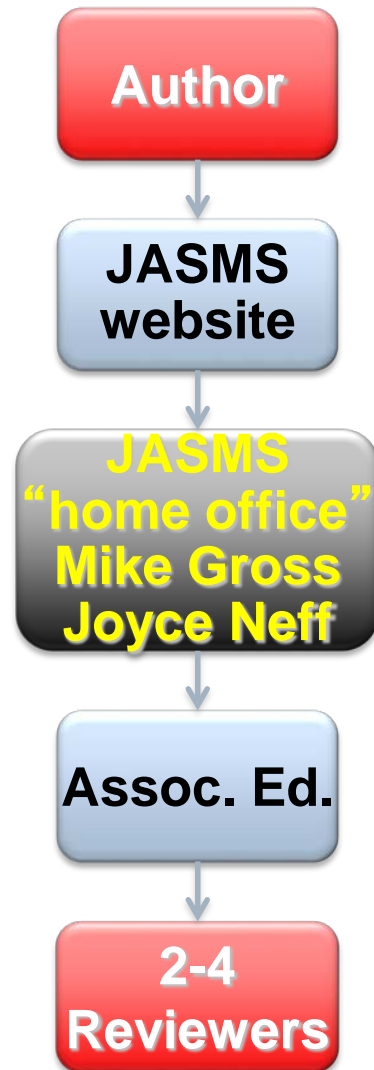 Author
JASMS
website
JASMS
“home office”
Mike Gross
Joyce Neff
Assoc. Ed.
2-4
Reviewers